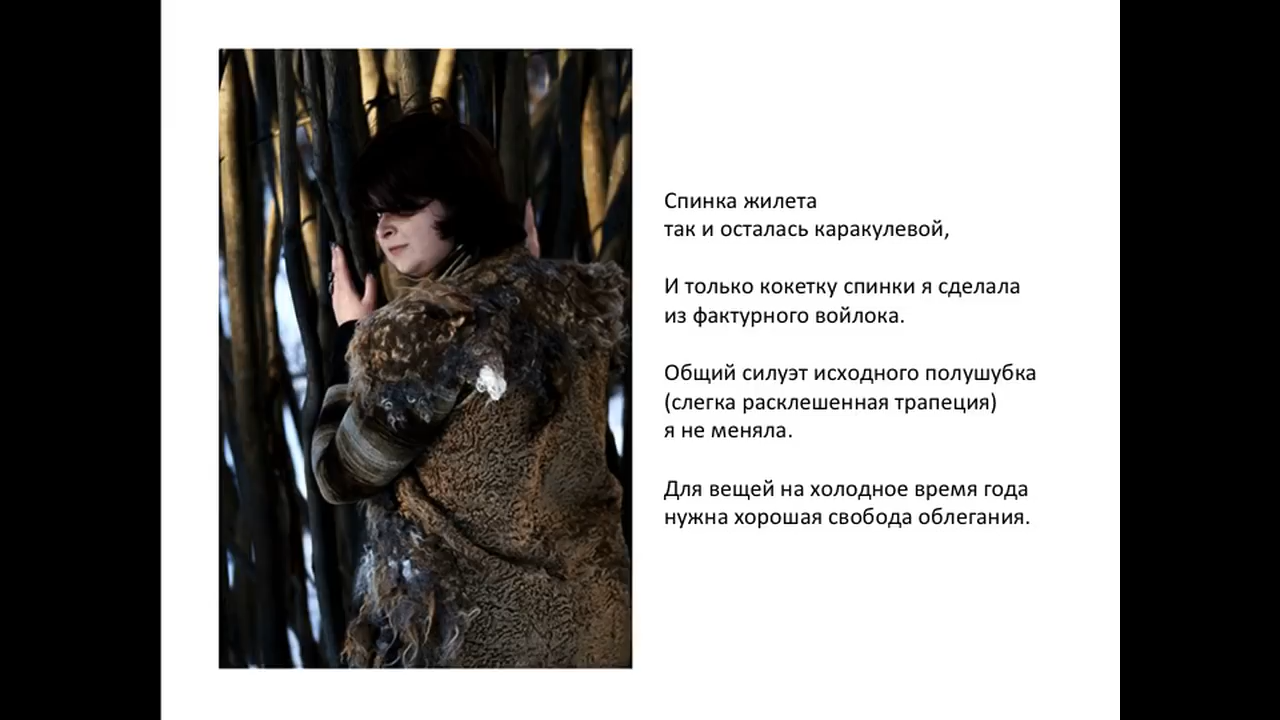 Спинка жилета
так и осталась каракулевой,
И только кокетку спинки я сделала
из фактурного войлока.
Общий силуэт исходного полушубка
(слегка расклешенная трапеция)
я не меняла.
Для вещей на холодное время года
нужна хорошая свобода облегания.